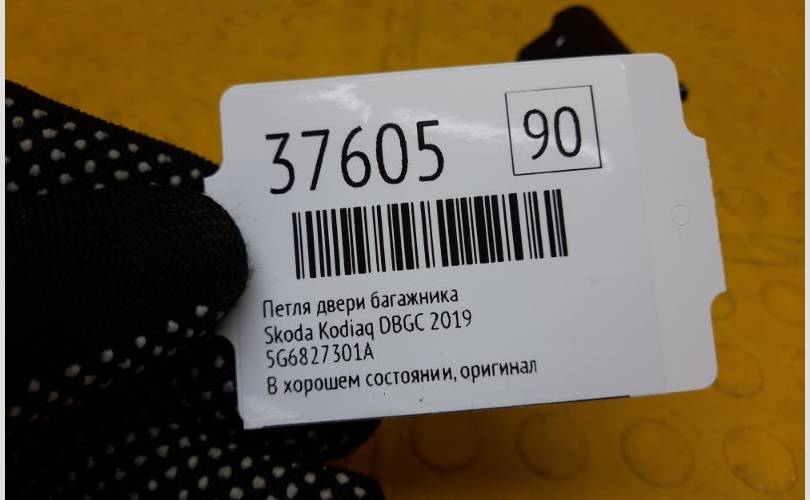 37605
90
Петля двери багажника
Skoda Kodiaq DBGC 2019
5G6827301A
В хорошем состоянии, оригинал